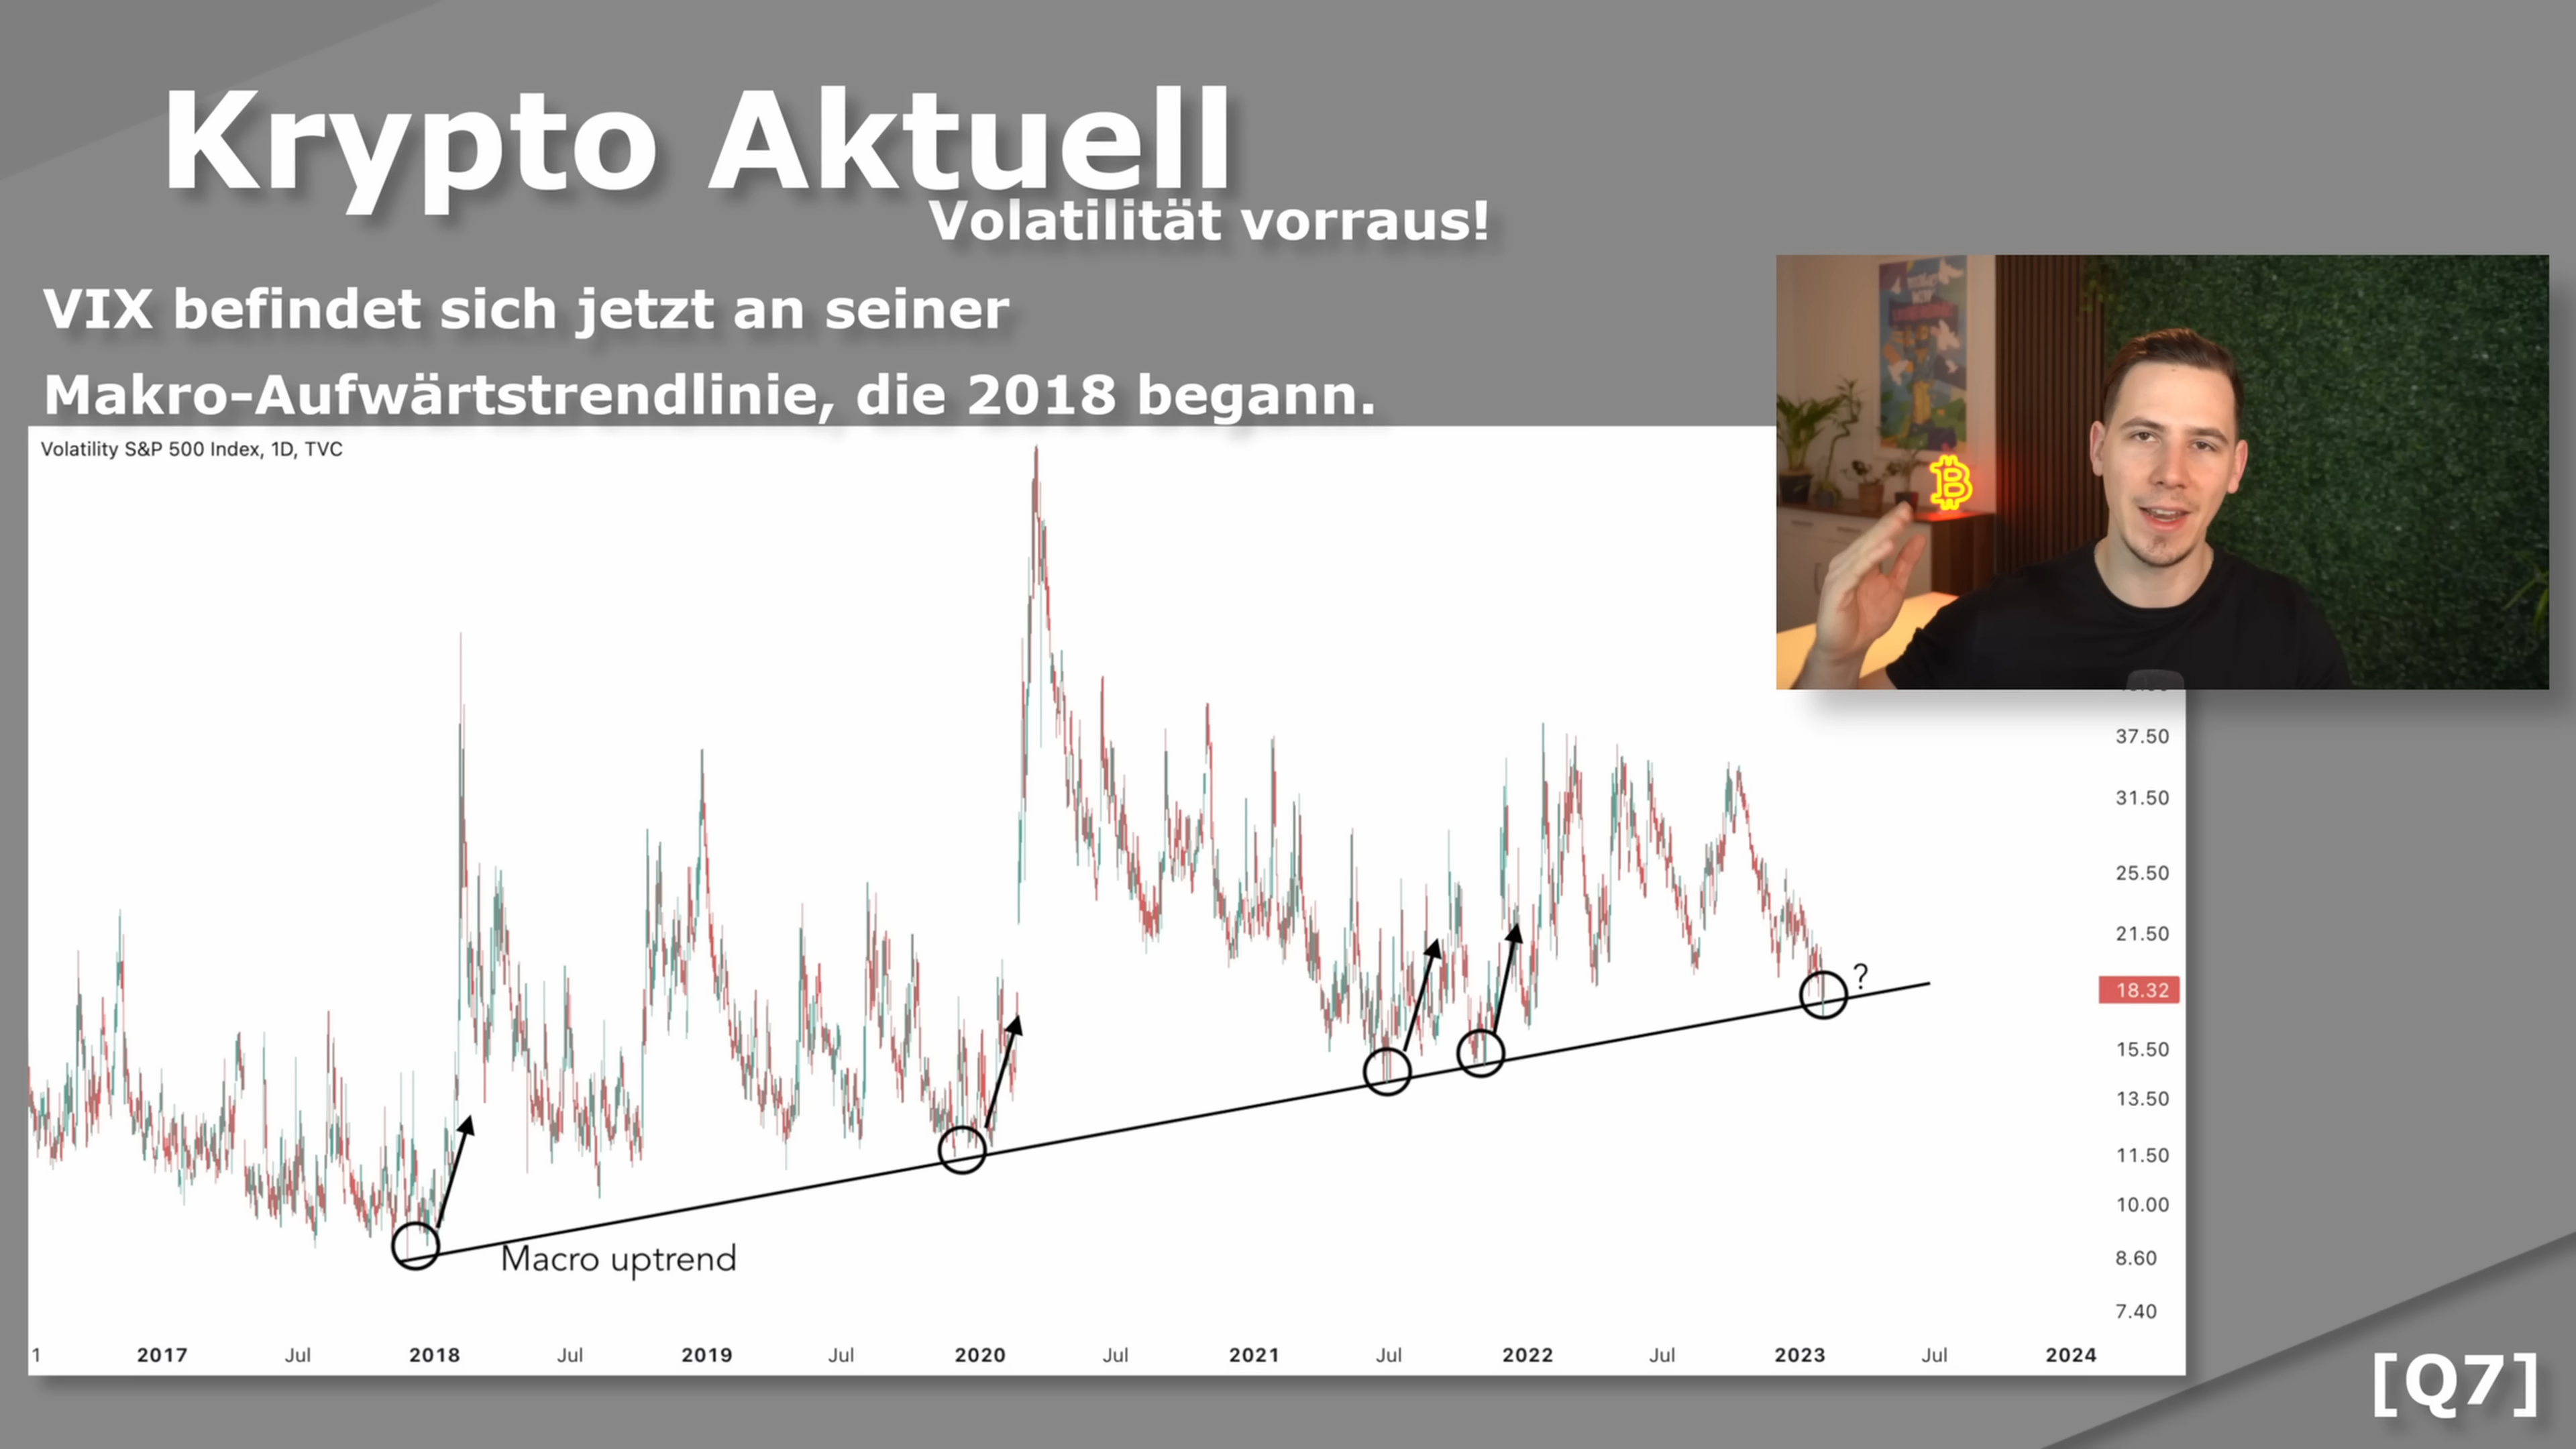 Krypto Aktuell
Volatilität vorraus!
VIX befindet sich jetzt an seiner
Makro-Aufwärtstrendlinie, die 2018 begann.
Volatility S&P 500 Index, 1D, TVC
37.50
31.50
25.50
21.50
?
18.32
15.50
13.50
11.50
10.00
8.60
7.40
Macro uptrend
1 2017 Jul 2018 Jul 2019 Jul 2020 Jul 2021 Jul 2022 Jul 2023 Jul 2024
[Q7]